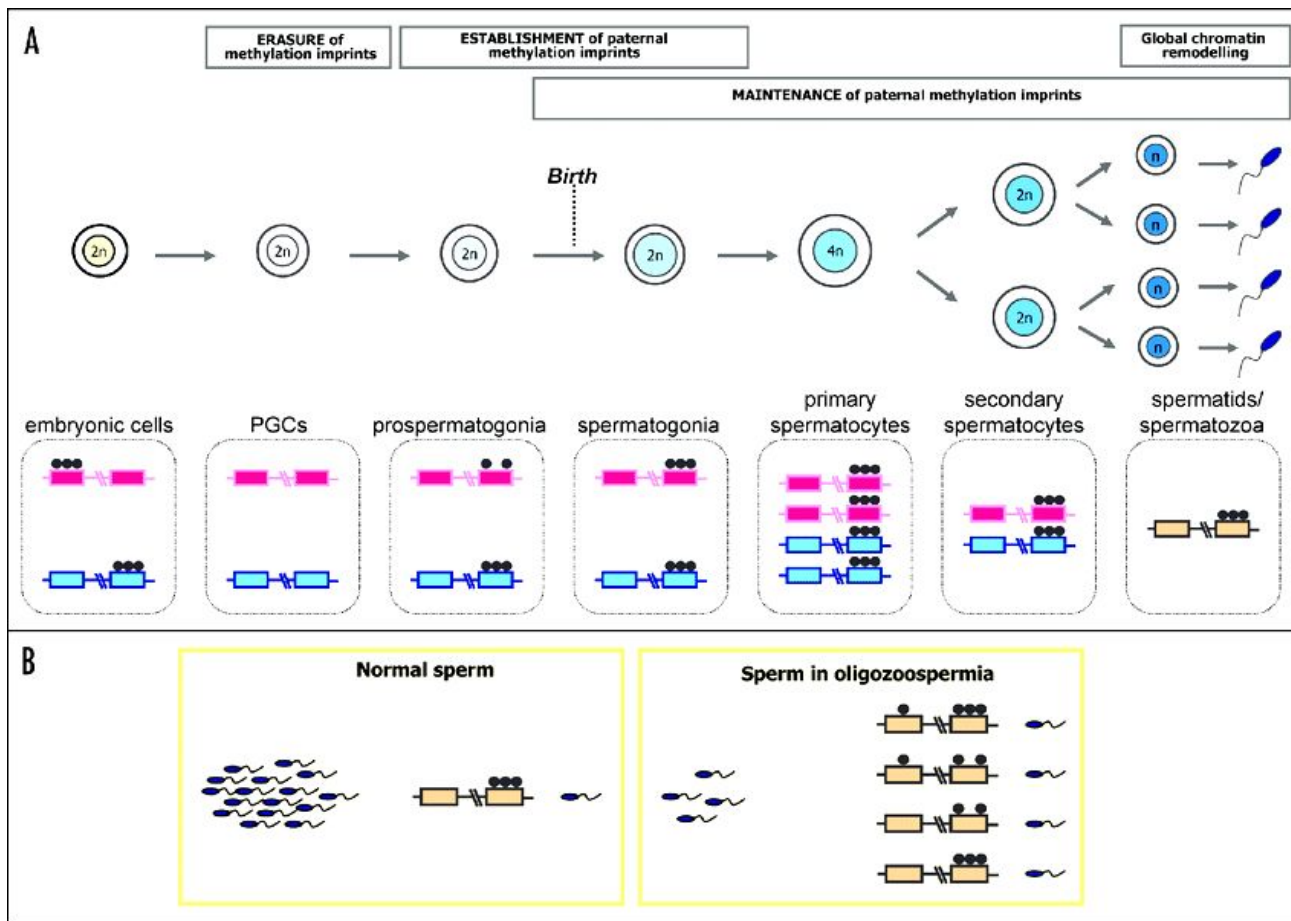 A
ERASURE of
methylation imprints
ESTABLISHMENT of paternal
methylation imprints
Global chromatin
remodelling
MAINTENANCE of paternal methylation imprints
Birth
2n
2n
2n
2n
4n
2n
2n
n
n
n
n
embryonic cells
PGCs
prospermatogonia
spermatogonia
primary
spermatocytes
secondary
spermatocytes
spermatids/
spermatozoa
B
Normal sperm
Sperm in oligozoospermia